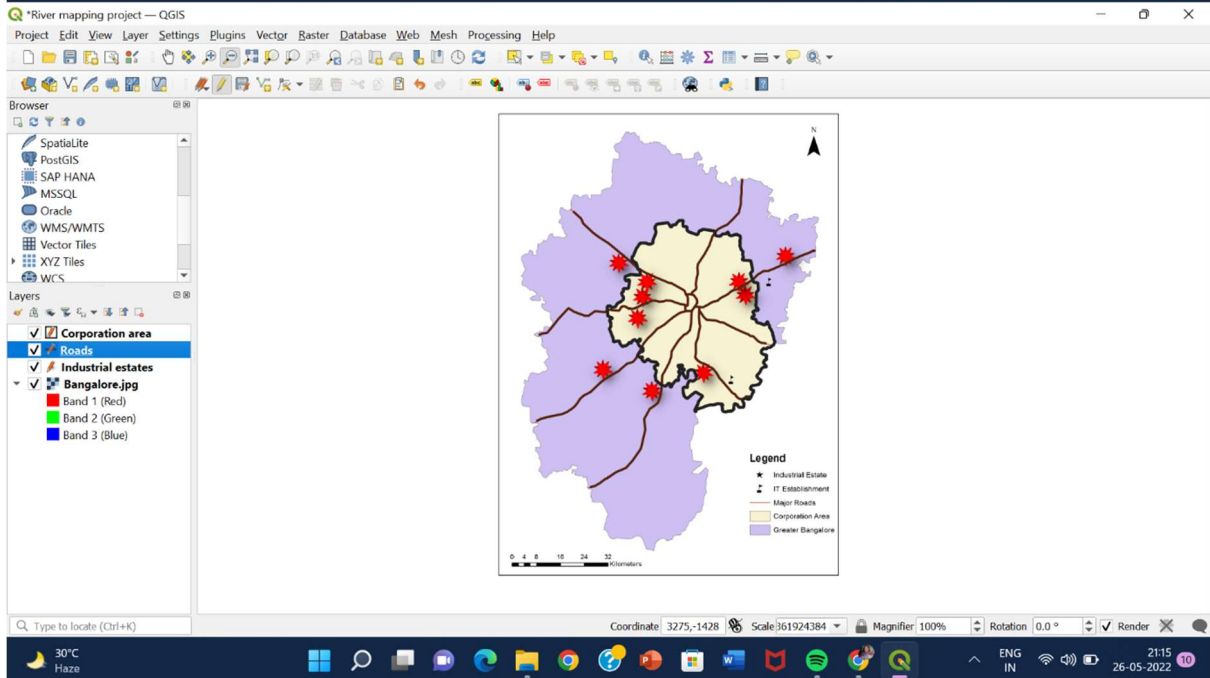 *River mapping project — QGIS
Project Edit View Layer Settings Plugins Vector Raster Database Web Mesh Processing Help
Browser
SpatiaLite
PostGIS
SAP HANA
MSSQL
Oracle
WMS/WMTS
Vector Tiles
XYZ Tiles
WCS
Layers
Corporation area
Roads
Industrial estates
Bangalore.jpg
Band 1 (Red)
Band 2 (Green)
Band 3 (Blue)
N
Legend
Industrial Estate
IT Establishment
Major Roads
Corporation Area
Greater Bangalore
0 4 8 16 24 32
Kilometers
Type to locate (Ctrl+K)
Coordinate 3275,-1428 Scale 361924384 Magnifier 100% Rotation 0.0 ° Render
30°C
Haze
ENG
IN
21:15
26-05-2022
10